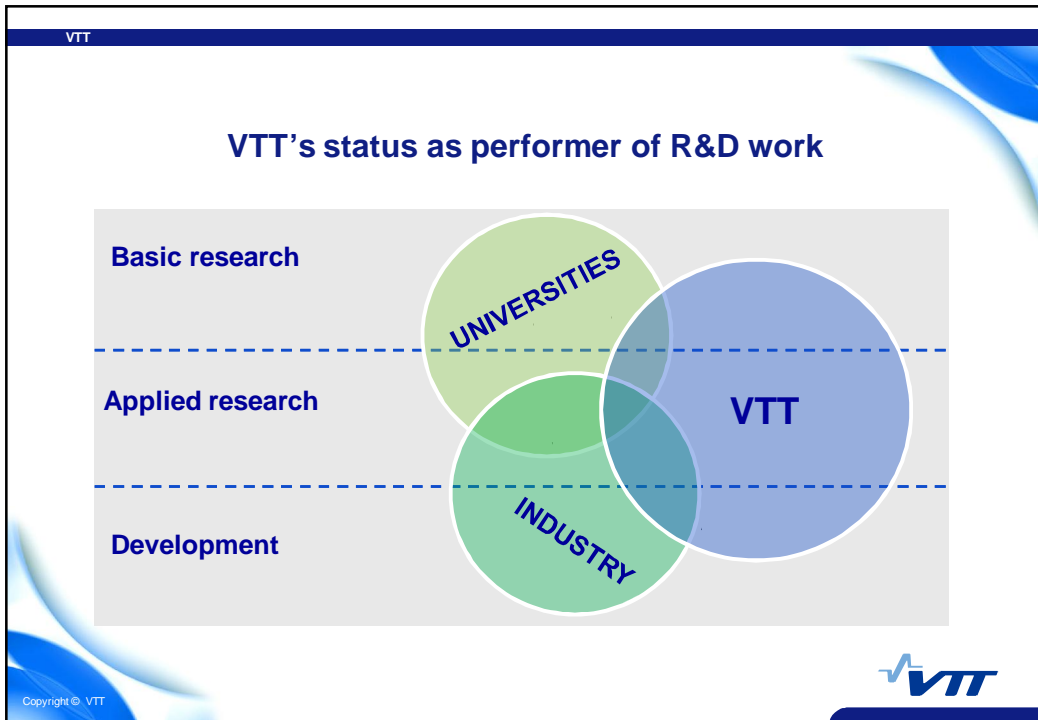 VTT
VTT’s status as performer of R&D work
Basic research
UNIVERSITIES
Applied research
VTT
INDUSTRY
Development
Copyright © VTT
VTT